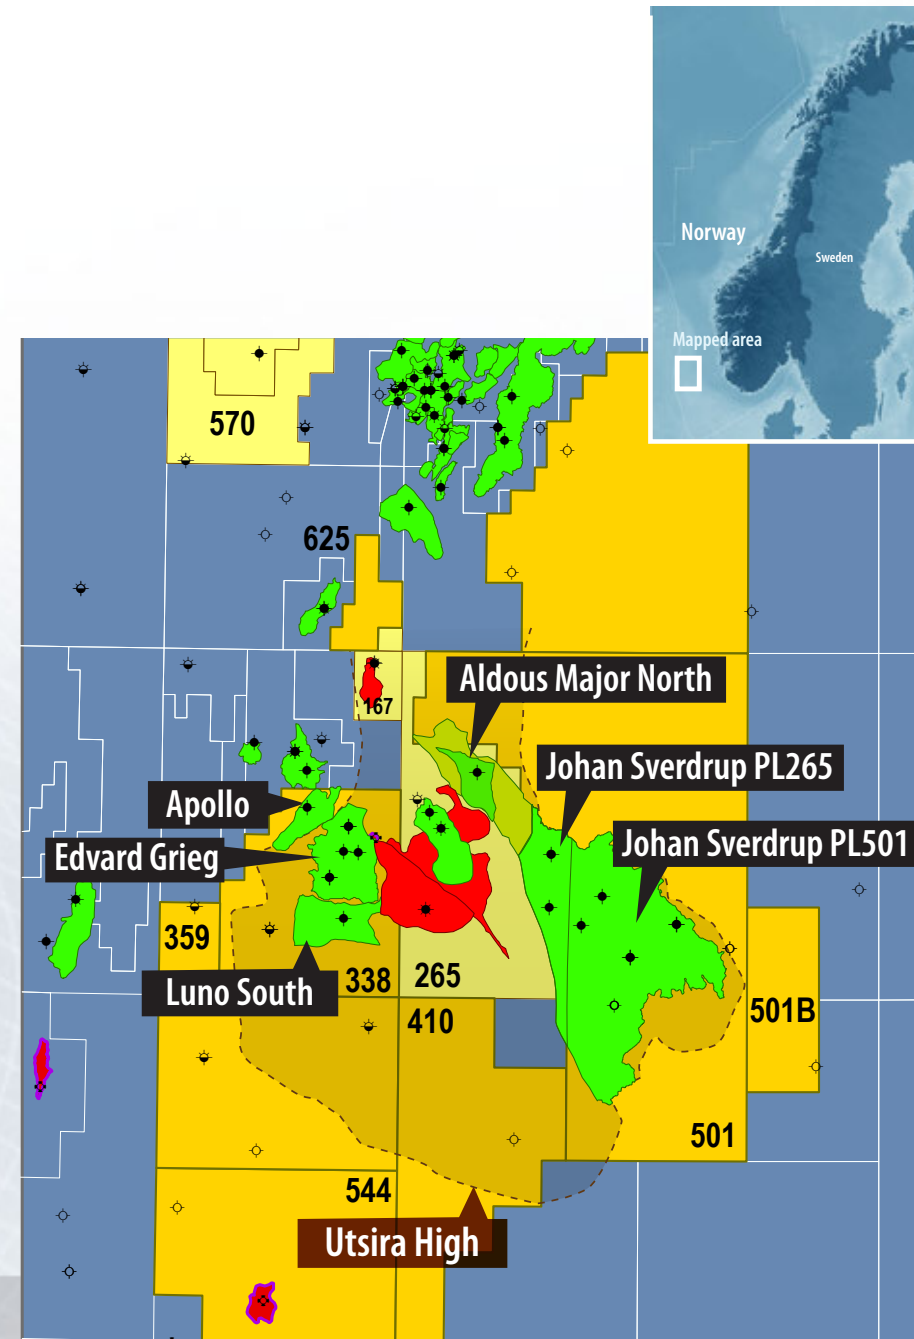 Norway
Sweden
Mapped area
570
625
167
Aldous Major North
Johan Sverdrup PL265
Apollo
Johan Sverdrup PL501
Edvard Grieg
359
338
265
Luno South
410
501B
501
544
Utsira High